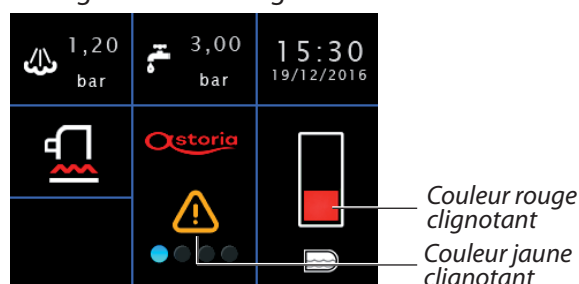 1,20
bar
3,00
bar
15:30
19/12/2016
astoria
Couleur rouge
clignotant
Couleur jaune
clignotant